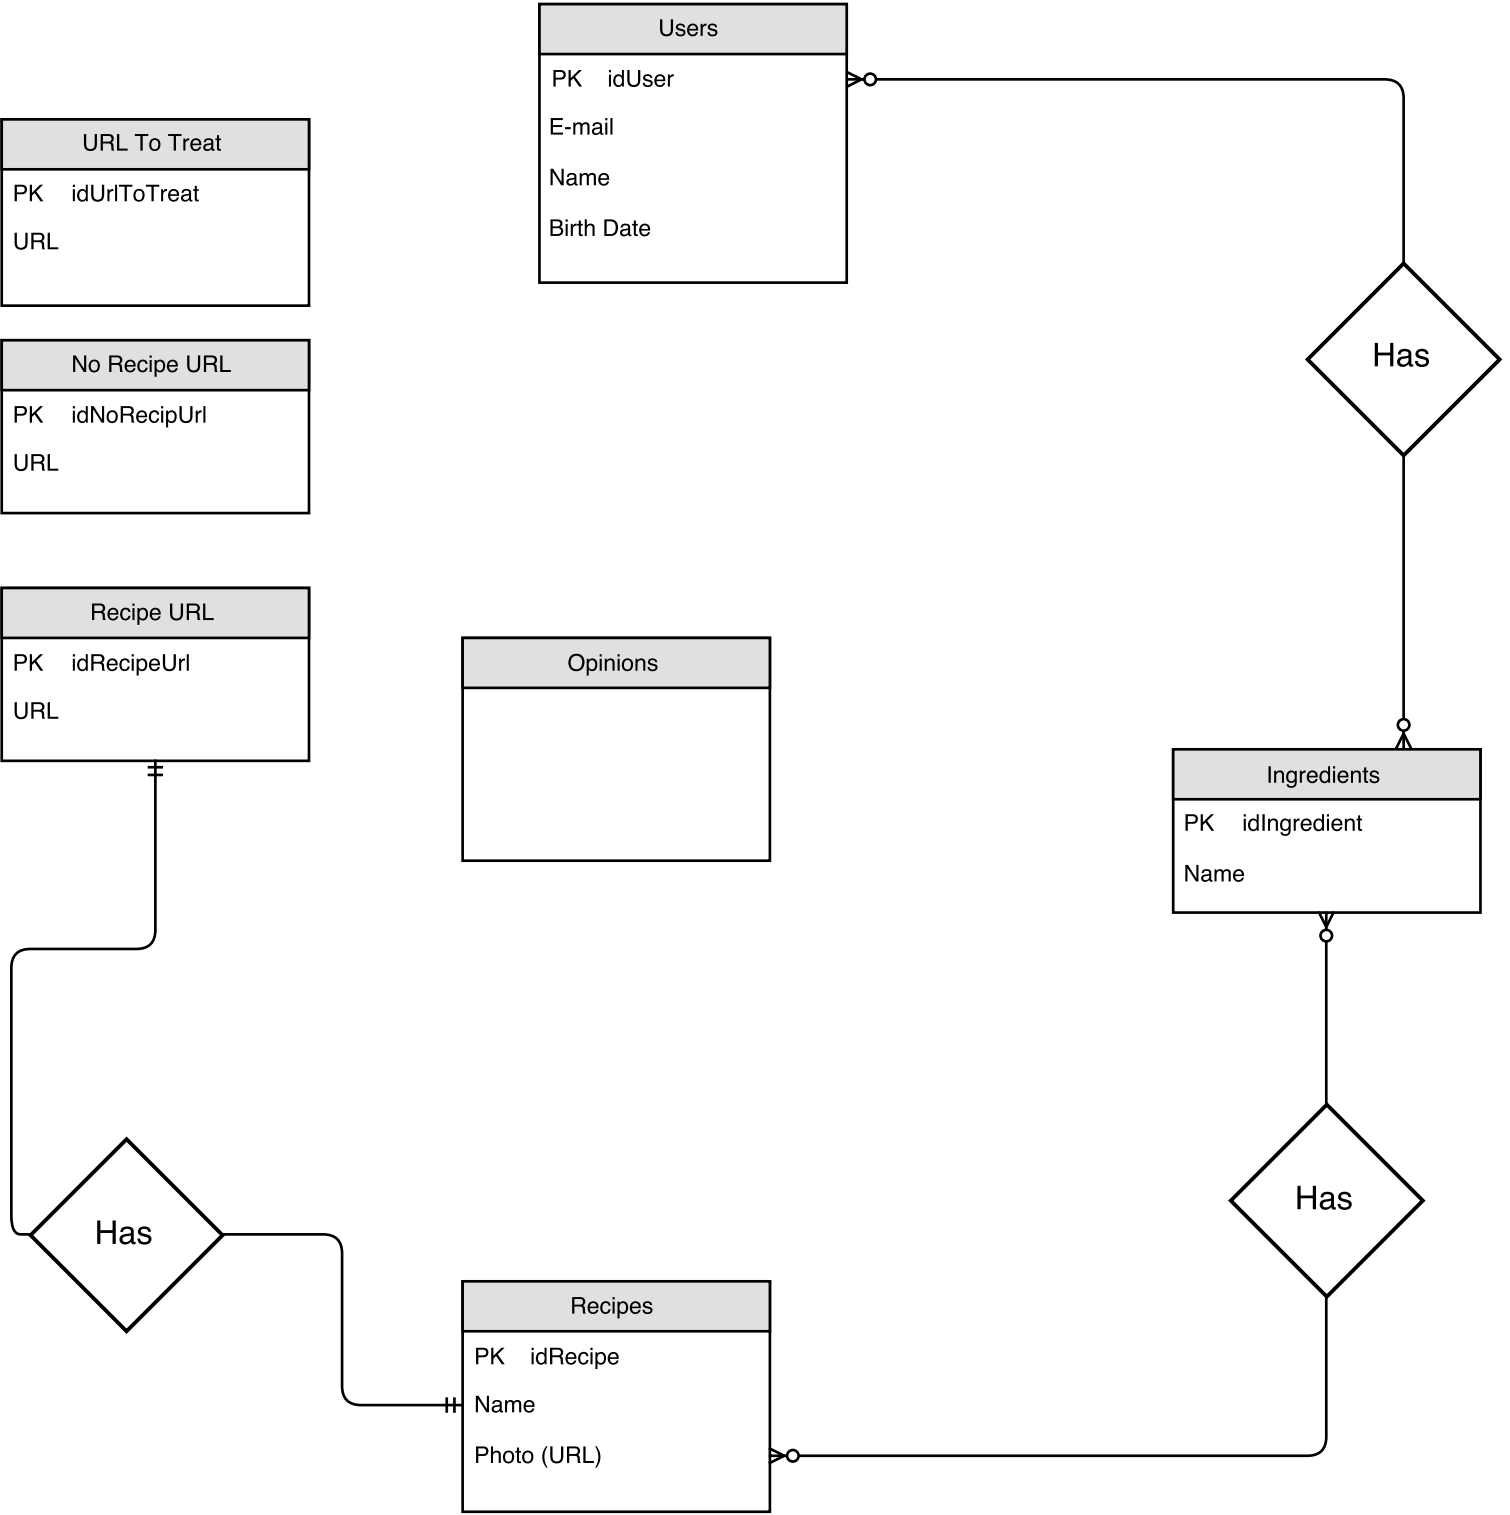 Users
PK idUser
E-mail
Name
Birth Date
URL To Treat
PK idUrlToTreat
URL
No Recipe URL
PK idNoRecipUrl
URL
Has
Recipe URL
PK idRecipeUrl
URL
Opinions
Ingredients
PK idIngredient
Name
Has
Has
Recipes
PK idRecipe
Name
Photo (URL)